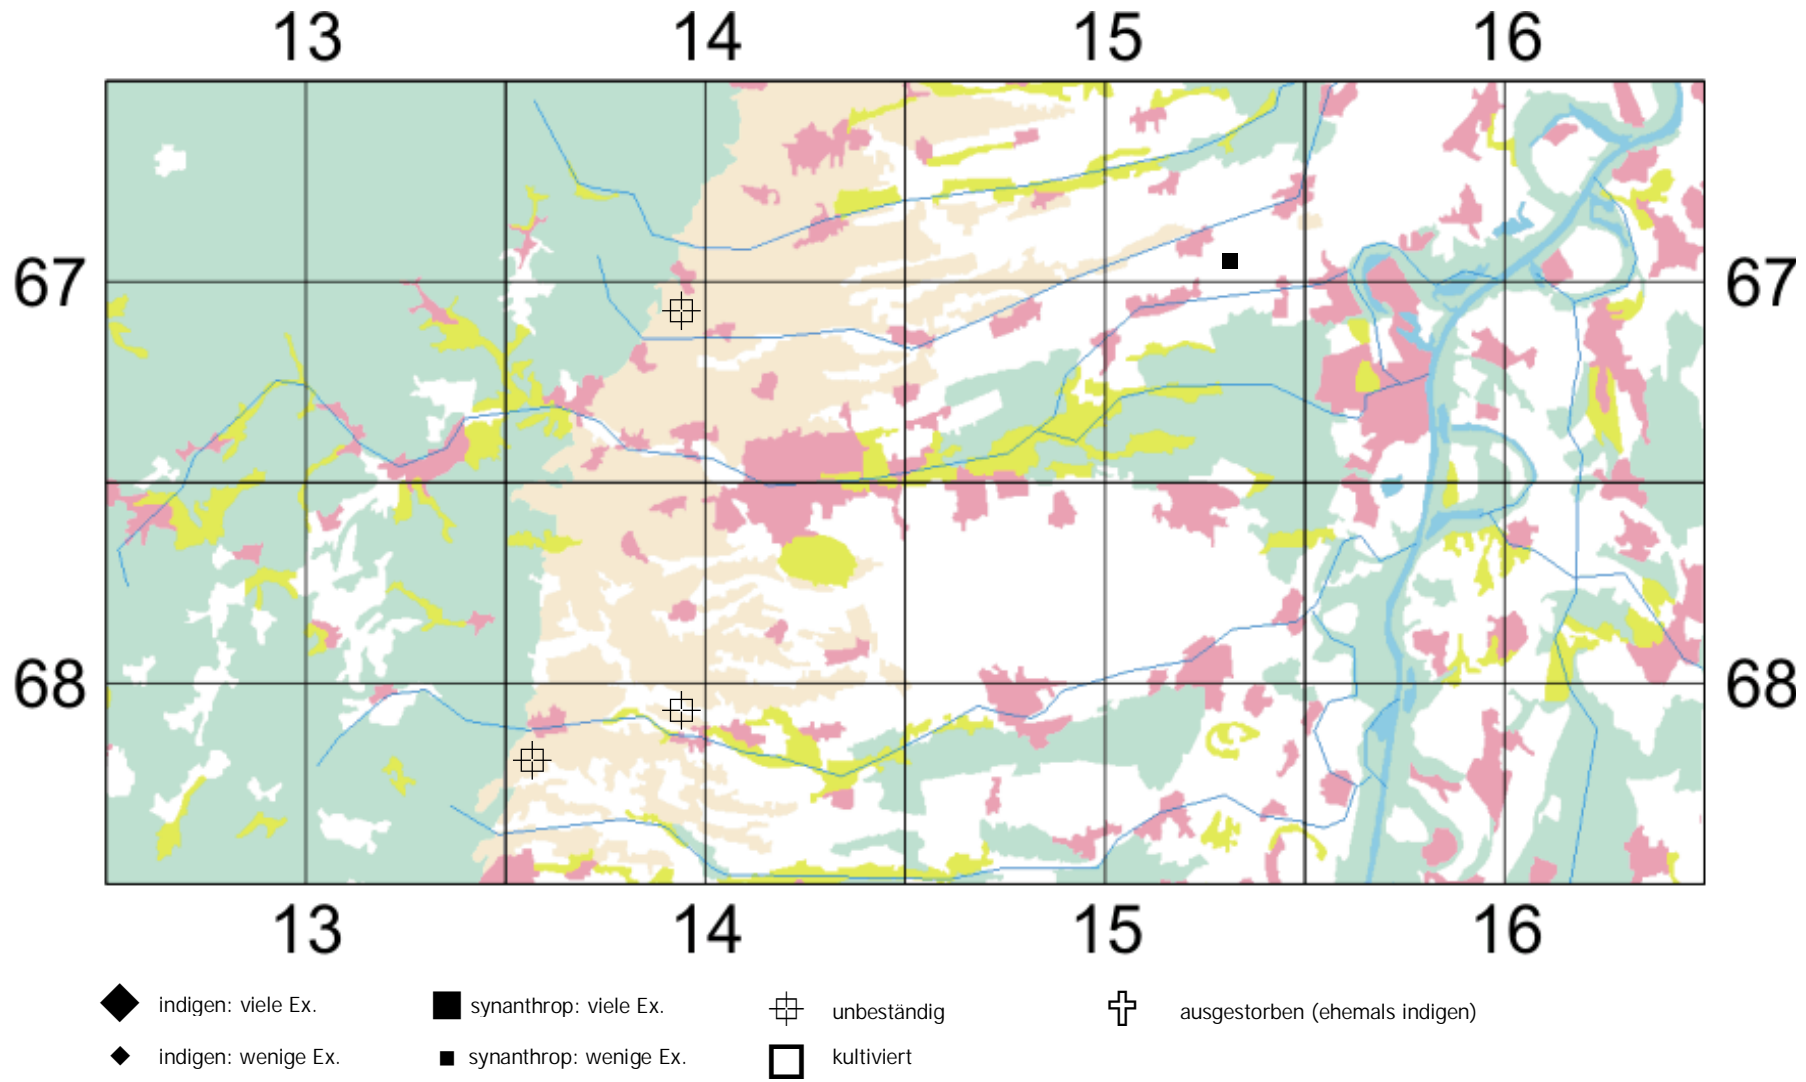 13 14 15 16
67 67
68 68
13 14 15 16
indigen: viele Ex. synanthrop: viele Ex. unbeständig ausgestorben (ehemals indigen)
indigen: wenige Ex. synanthrop: wenige Ex. kultiviert